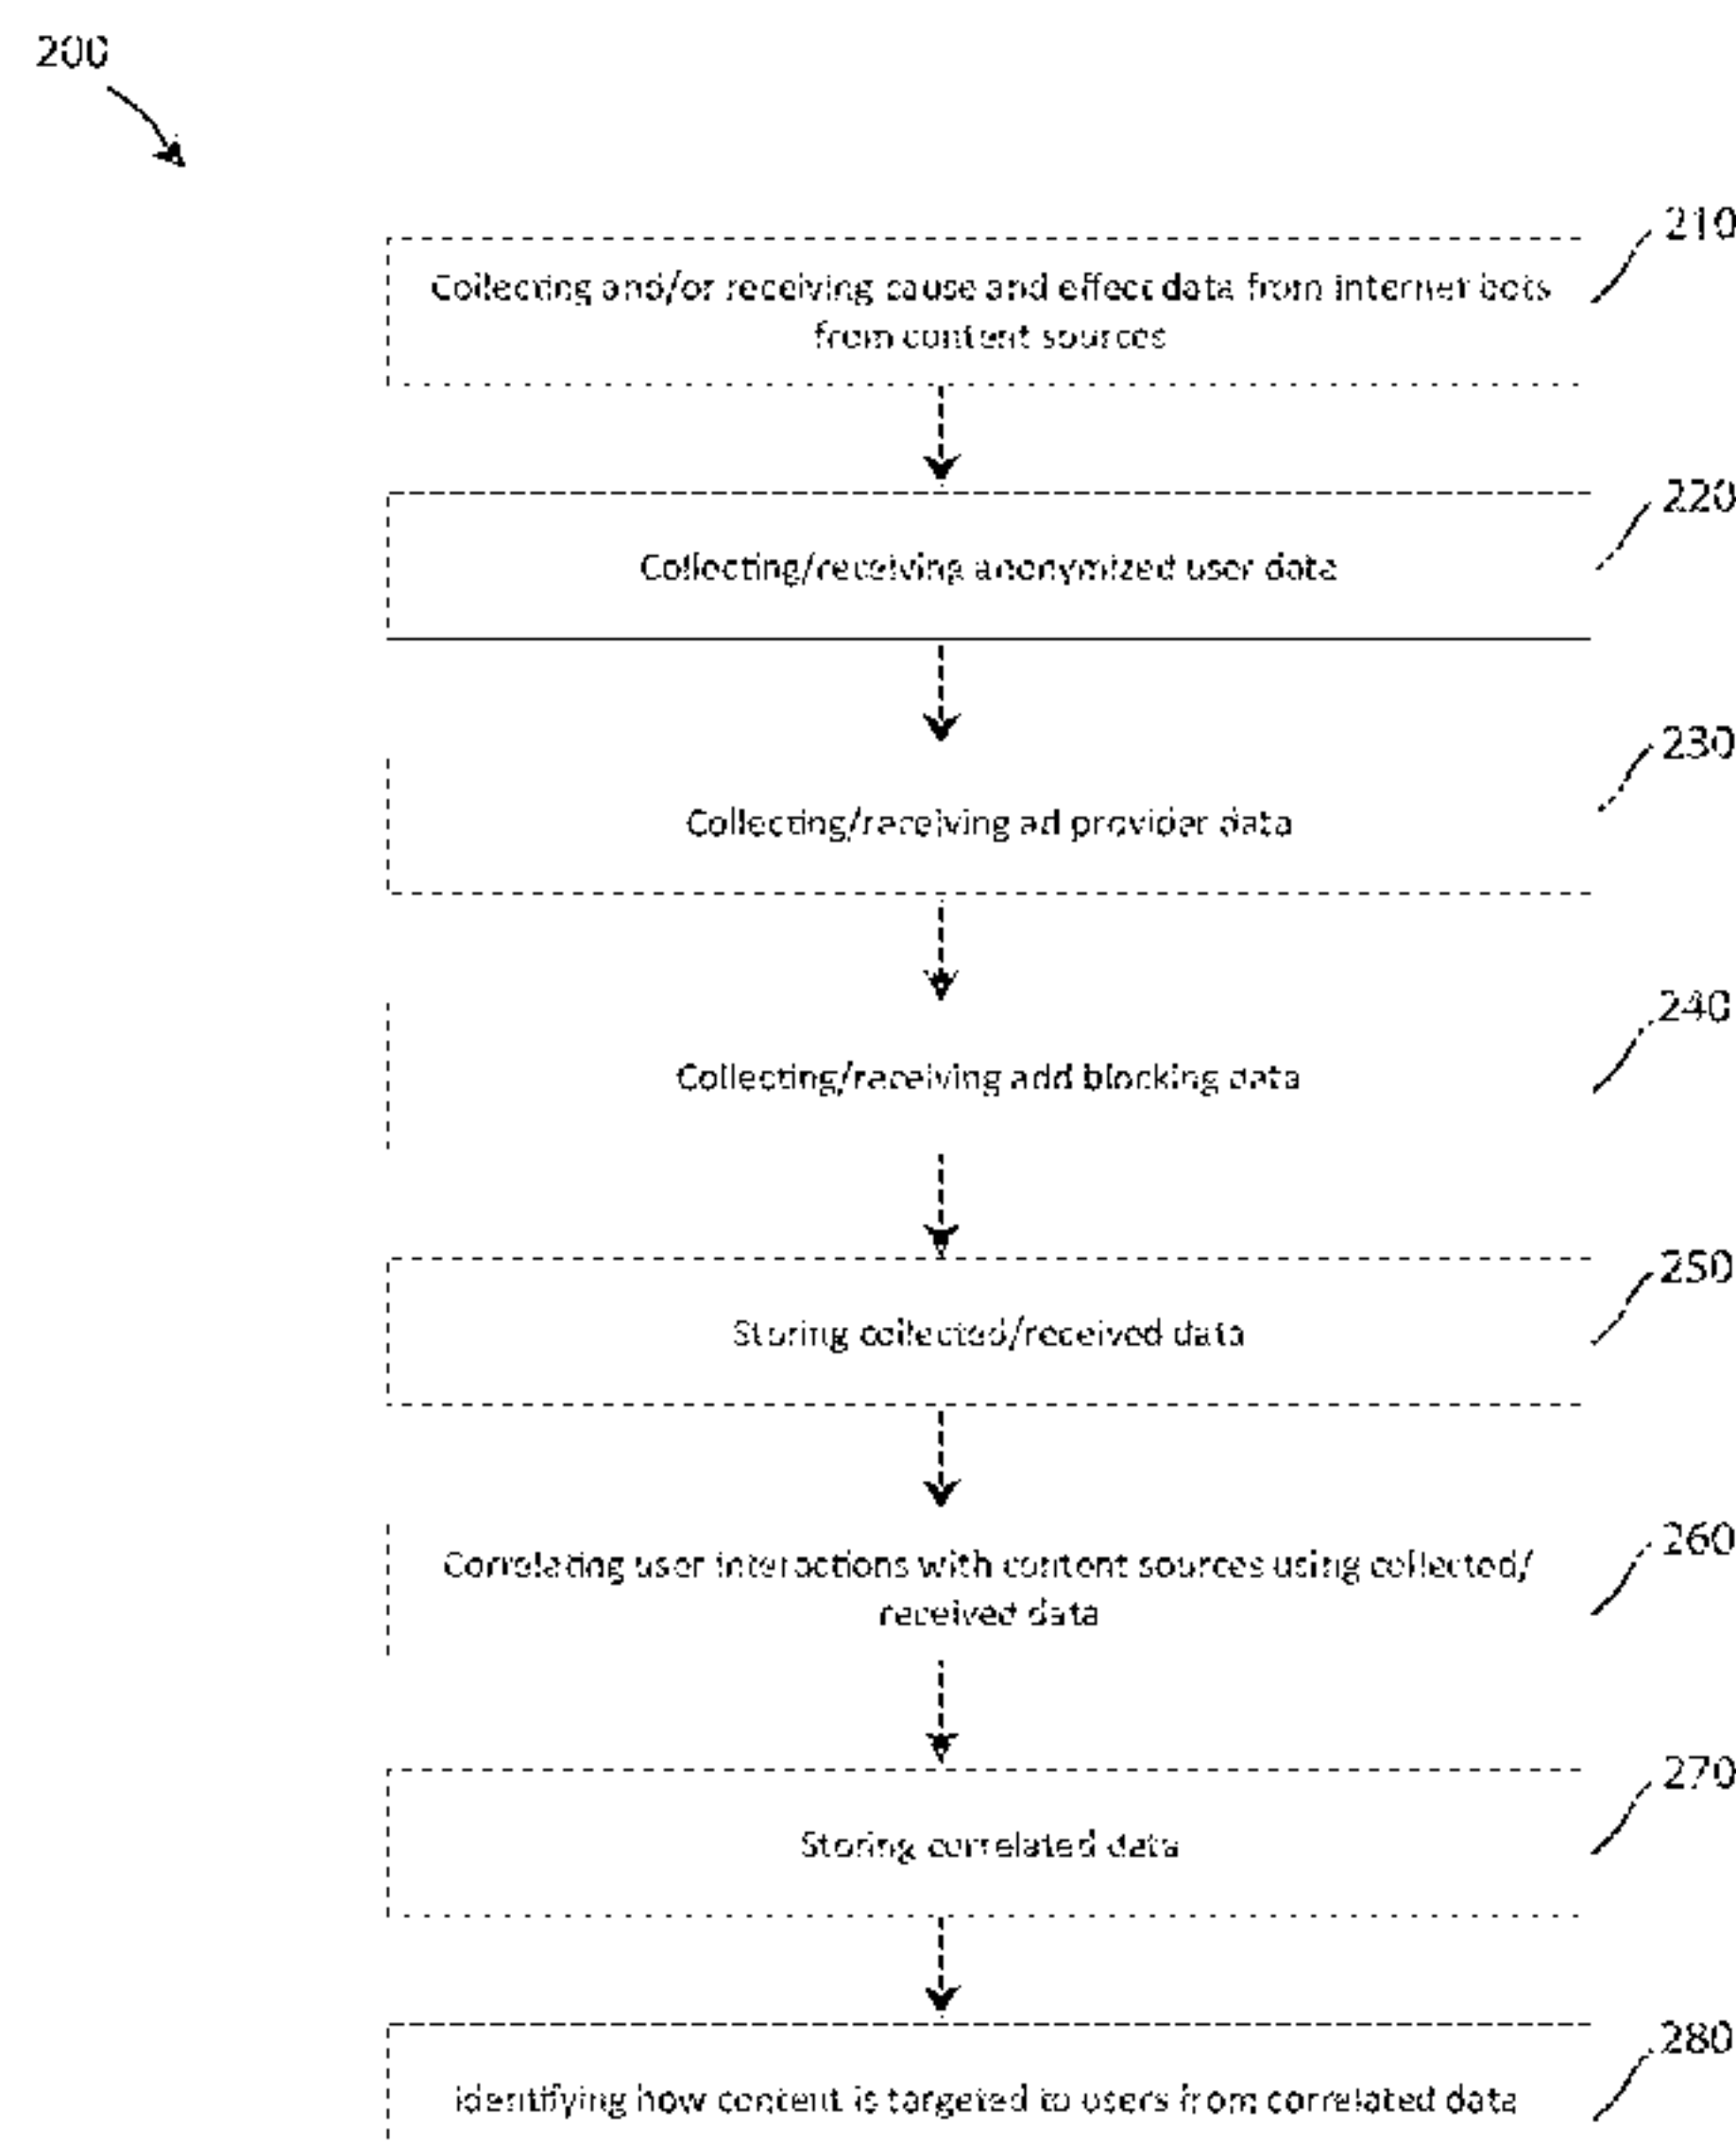 200
210
Collecting and/or receiving cause and effect data from internet bots
from content sources
220
Collecting/receiving anonymized user data
230
Collecting/receiving ad provider data
240
Collecting/receiving add blocking data
250
Storing collected/received data
260
Correlating user interactions with content sources using collected/
received data
270
Storing correlated data
280
identifying how content is targeted to users from correlated data